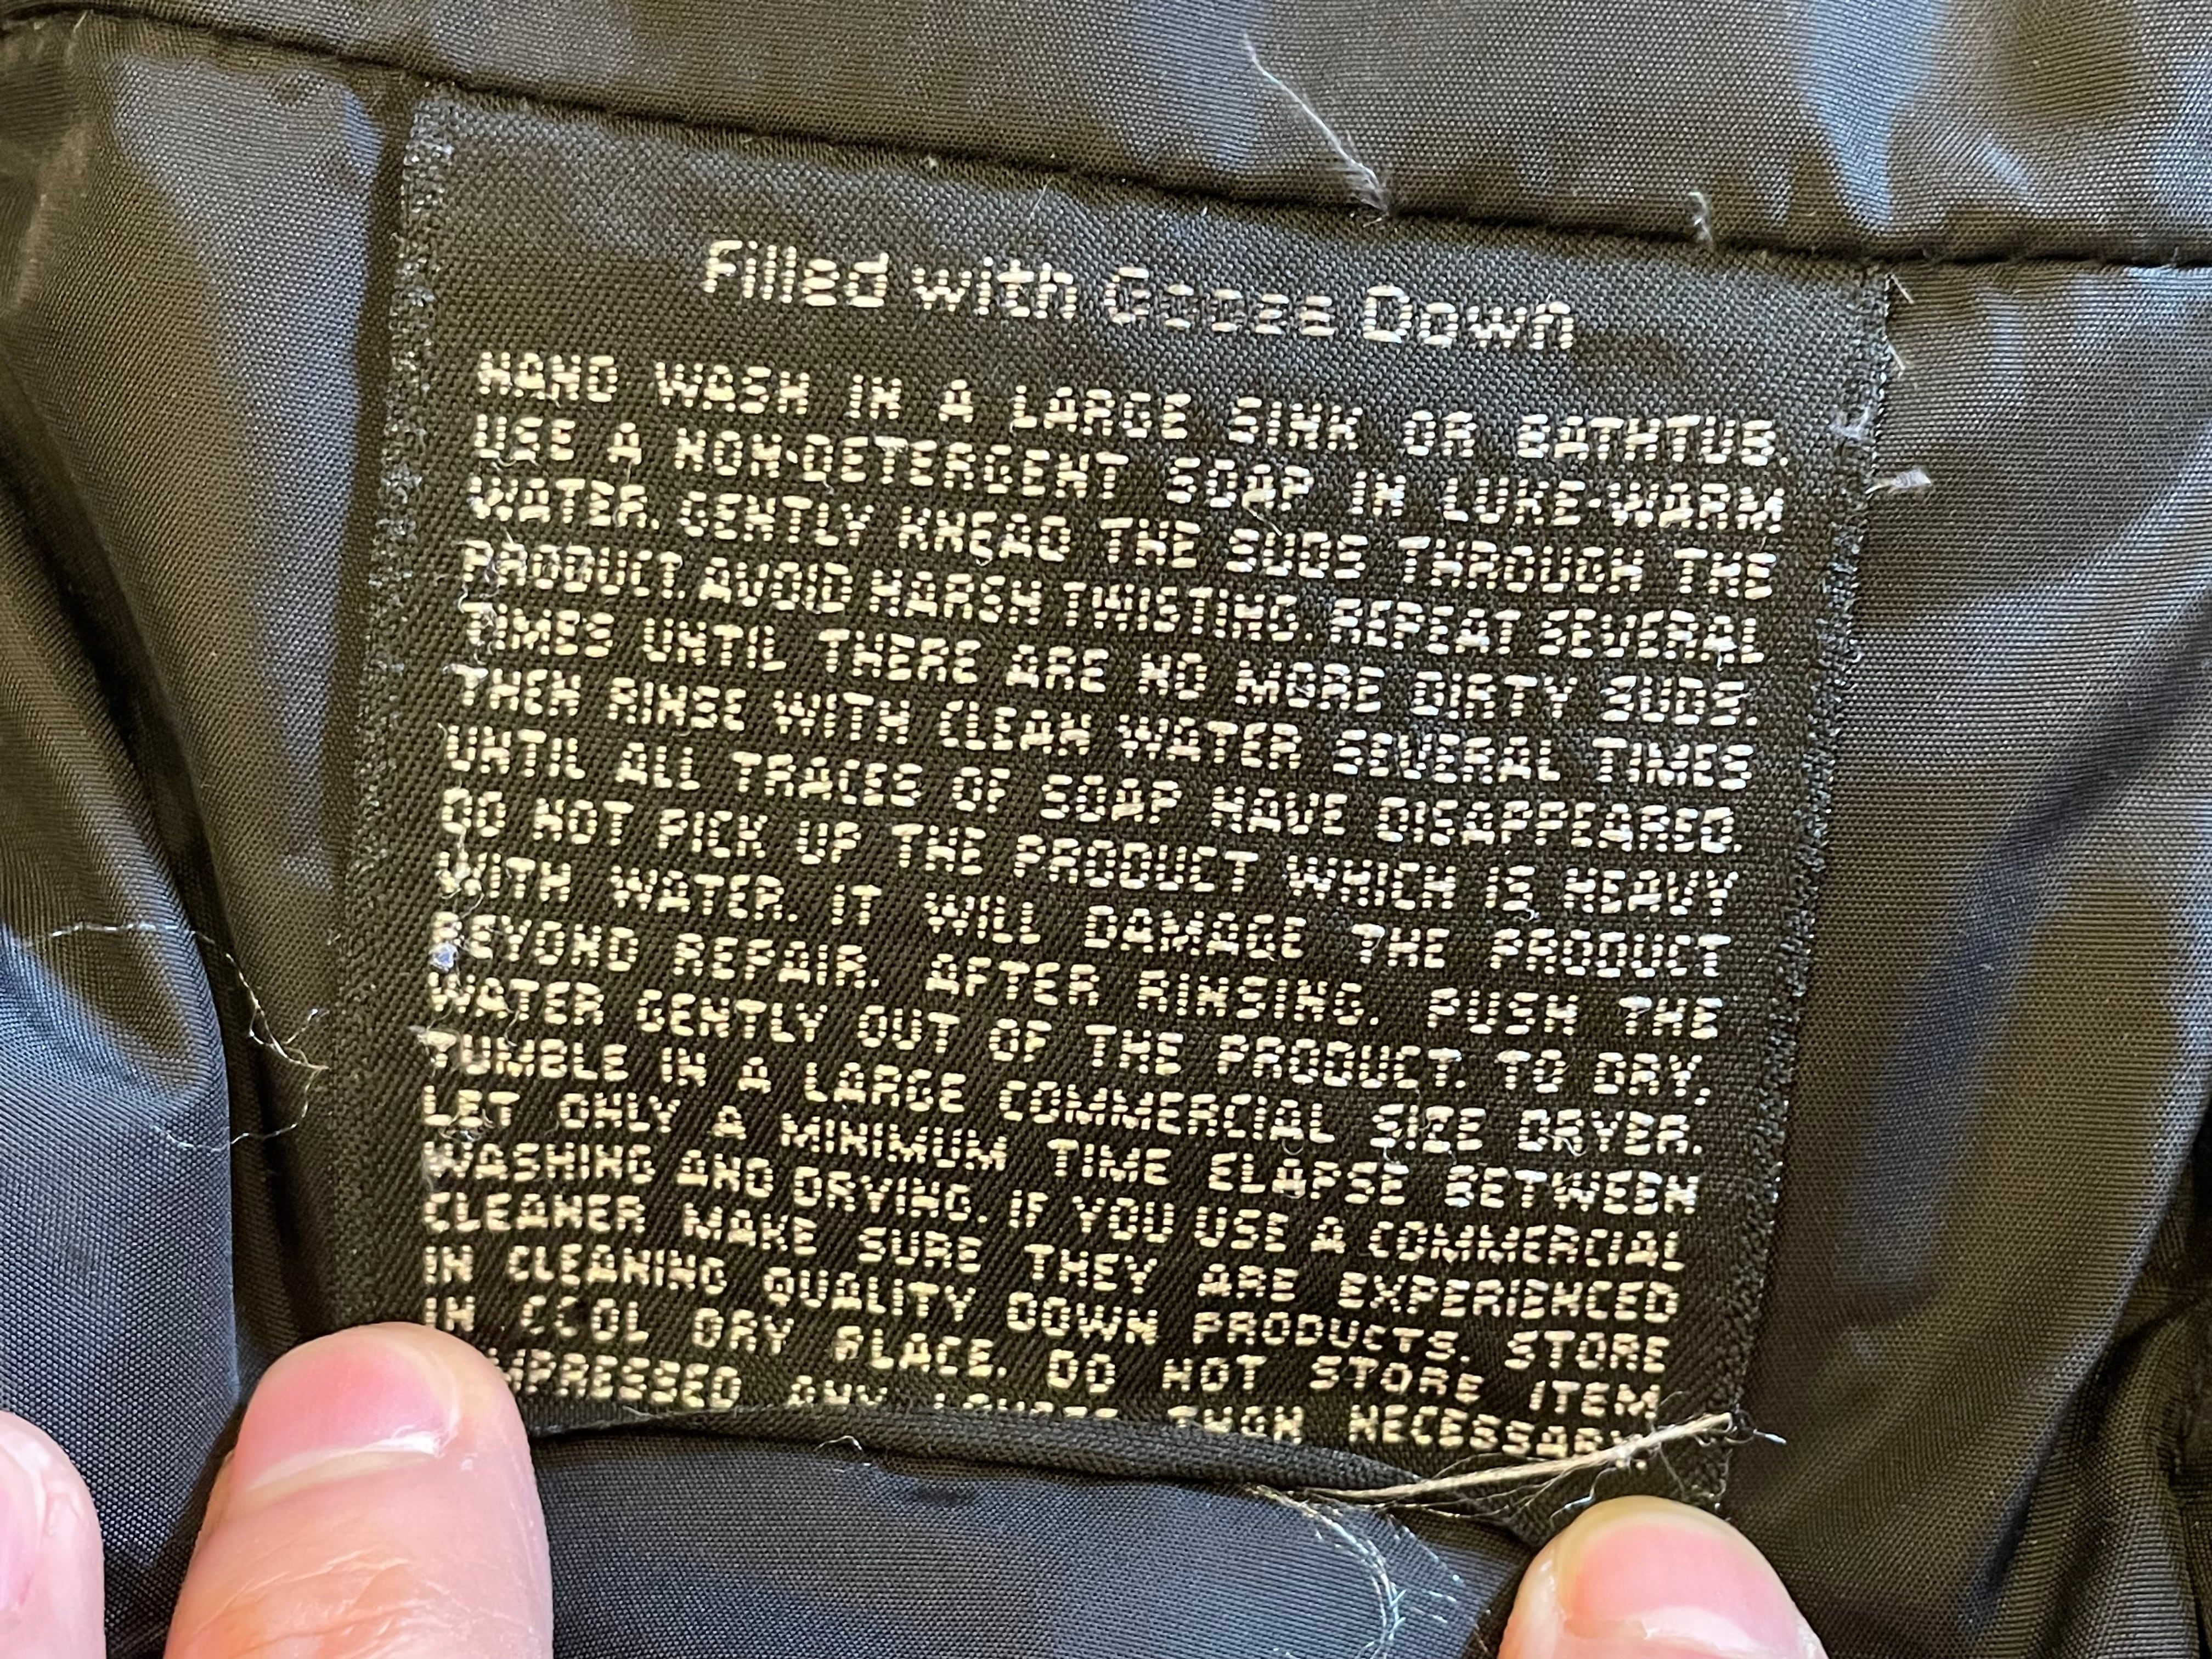 Filled with Goose Down
HAND WASH IN A LARGE SINK OR BATHTUB.
USE A NON-DETERGENT SOAP IN LUKE-WARM
WATER. GENTLY KNEAD THE SUDS THROUGH THE
PRODUCT. AVOID HARSH TWISTING. REPEAT SEVERAL
TIMES UNTIL THERE ARE NO MORE DIRTY SUDS.
THEN RINSE WITH CLEAN WATER SEVERAL TIMES
UNTIL ALL TRACES OF SOAP HAVE DISAPPEARED
DO NOT PICK UP THE PRODUCT WHICH IS HEAVY
WITH WATER. IT WILL DAMAGE THE PRODUCT
BEYOND REPAIR. AFTER RINSING. PUSH THE
WATER GENTLY OUT OF THE PRODUCT. TO DRY,
TUMBLE IN A LARGE COMMERCIAL SIZE DRYER.
LET ONLY A MINIMUM TIME ELAPSE BETWEEN
WASHING AND DRYING. IF YOU USE A COMMERCIAL
CLEANER MAKE SURE THEY ARE EXPERIENCED
IN CLEANING QUALITY DOWN PRODUCTS. STORE
IN COOL DRY PLACE. DO NOT STORE ITEM
MPRESSED ANY LONGER THAN NECESSARY.